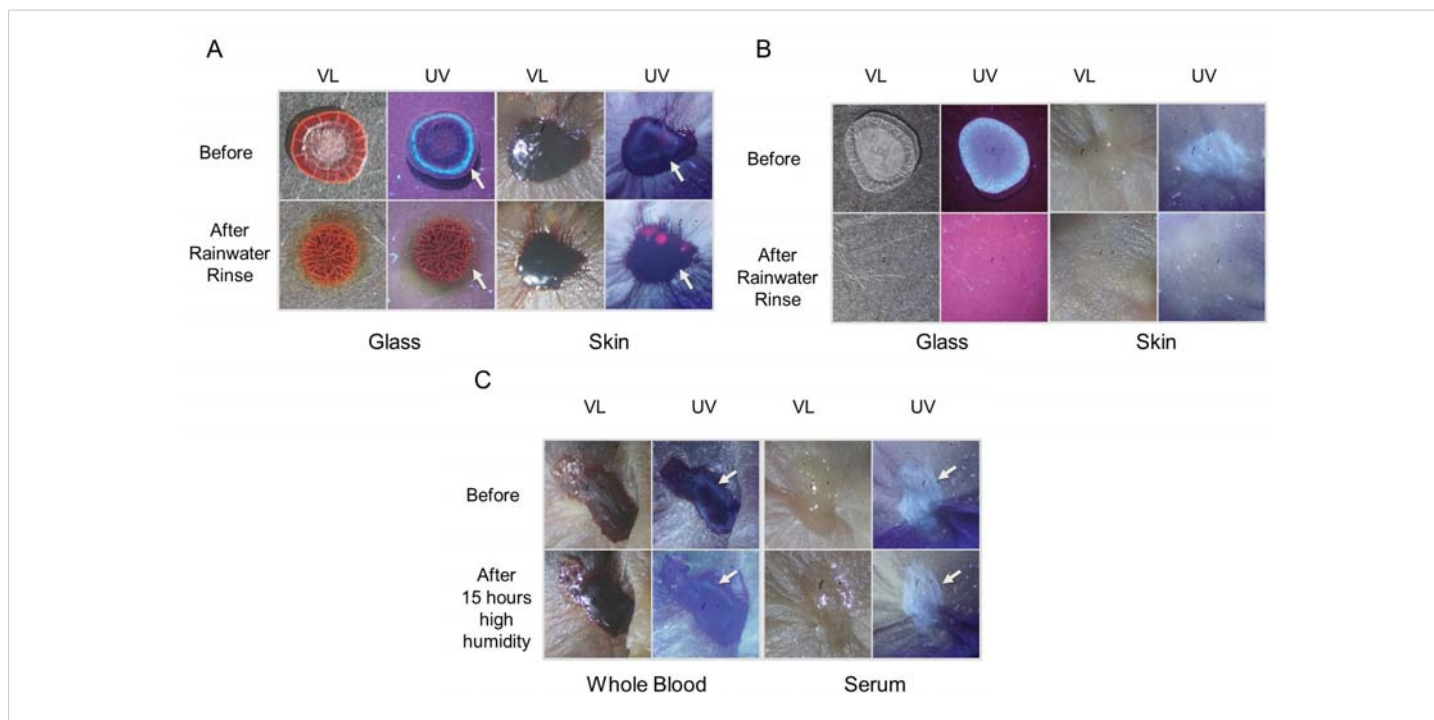 A
VL UV VL UV
Before
After
Rainwater
Rinse
Glass Skin
B
VL UV VL UV
Before
After
Rainwater
Rinse
Glass Skin
C
VL UV VL UV
Before
After
15 hours
high
humidity
Whole Blood Serum